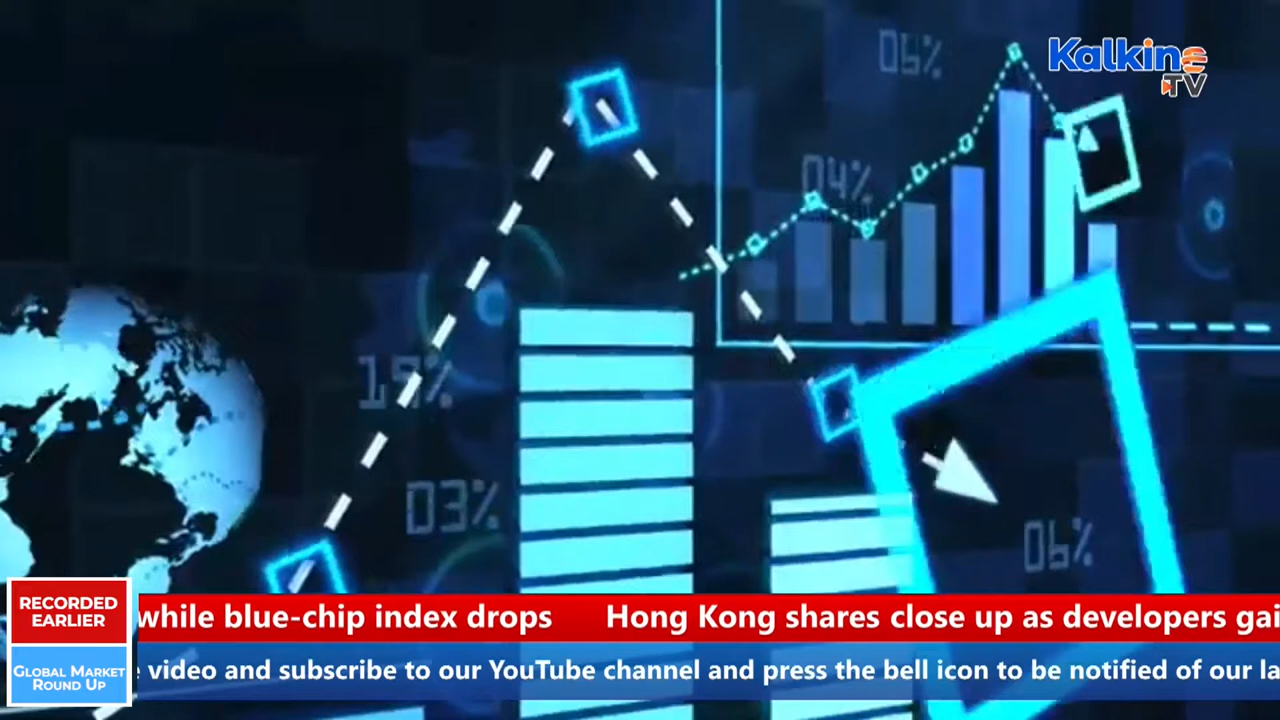 06%
Kalkine
TV
04%
19%
03%
06%
RECORDED
EARLIER
while blue-chip index drops Hong Kong shares close up as developers gai
GLOBAL MARKET
ROUND UP
video and subscribe to our YouTube channel and press the bell icon to be notified of our la